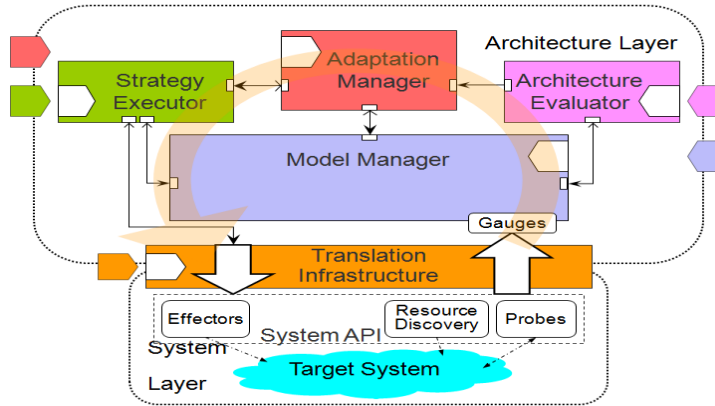 Architecture Layer
Strategy
Executor
Adaptation
Manager
Architecture
Evaluator
Model Manager
Gauges
Translation
Infrastructure
Effectors
Resource
Discovery
Probes
System API
System
Layer
Target System